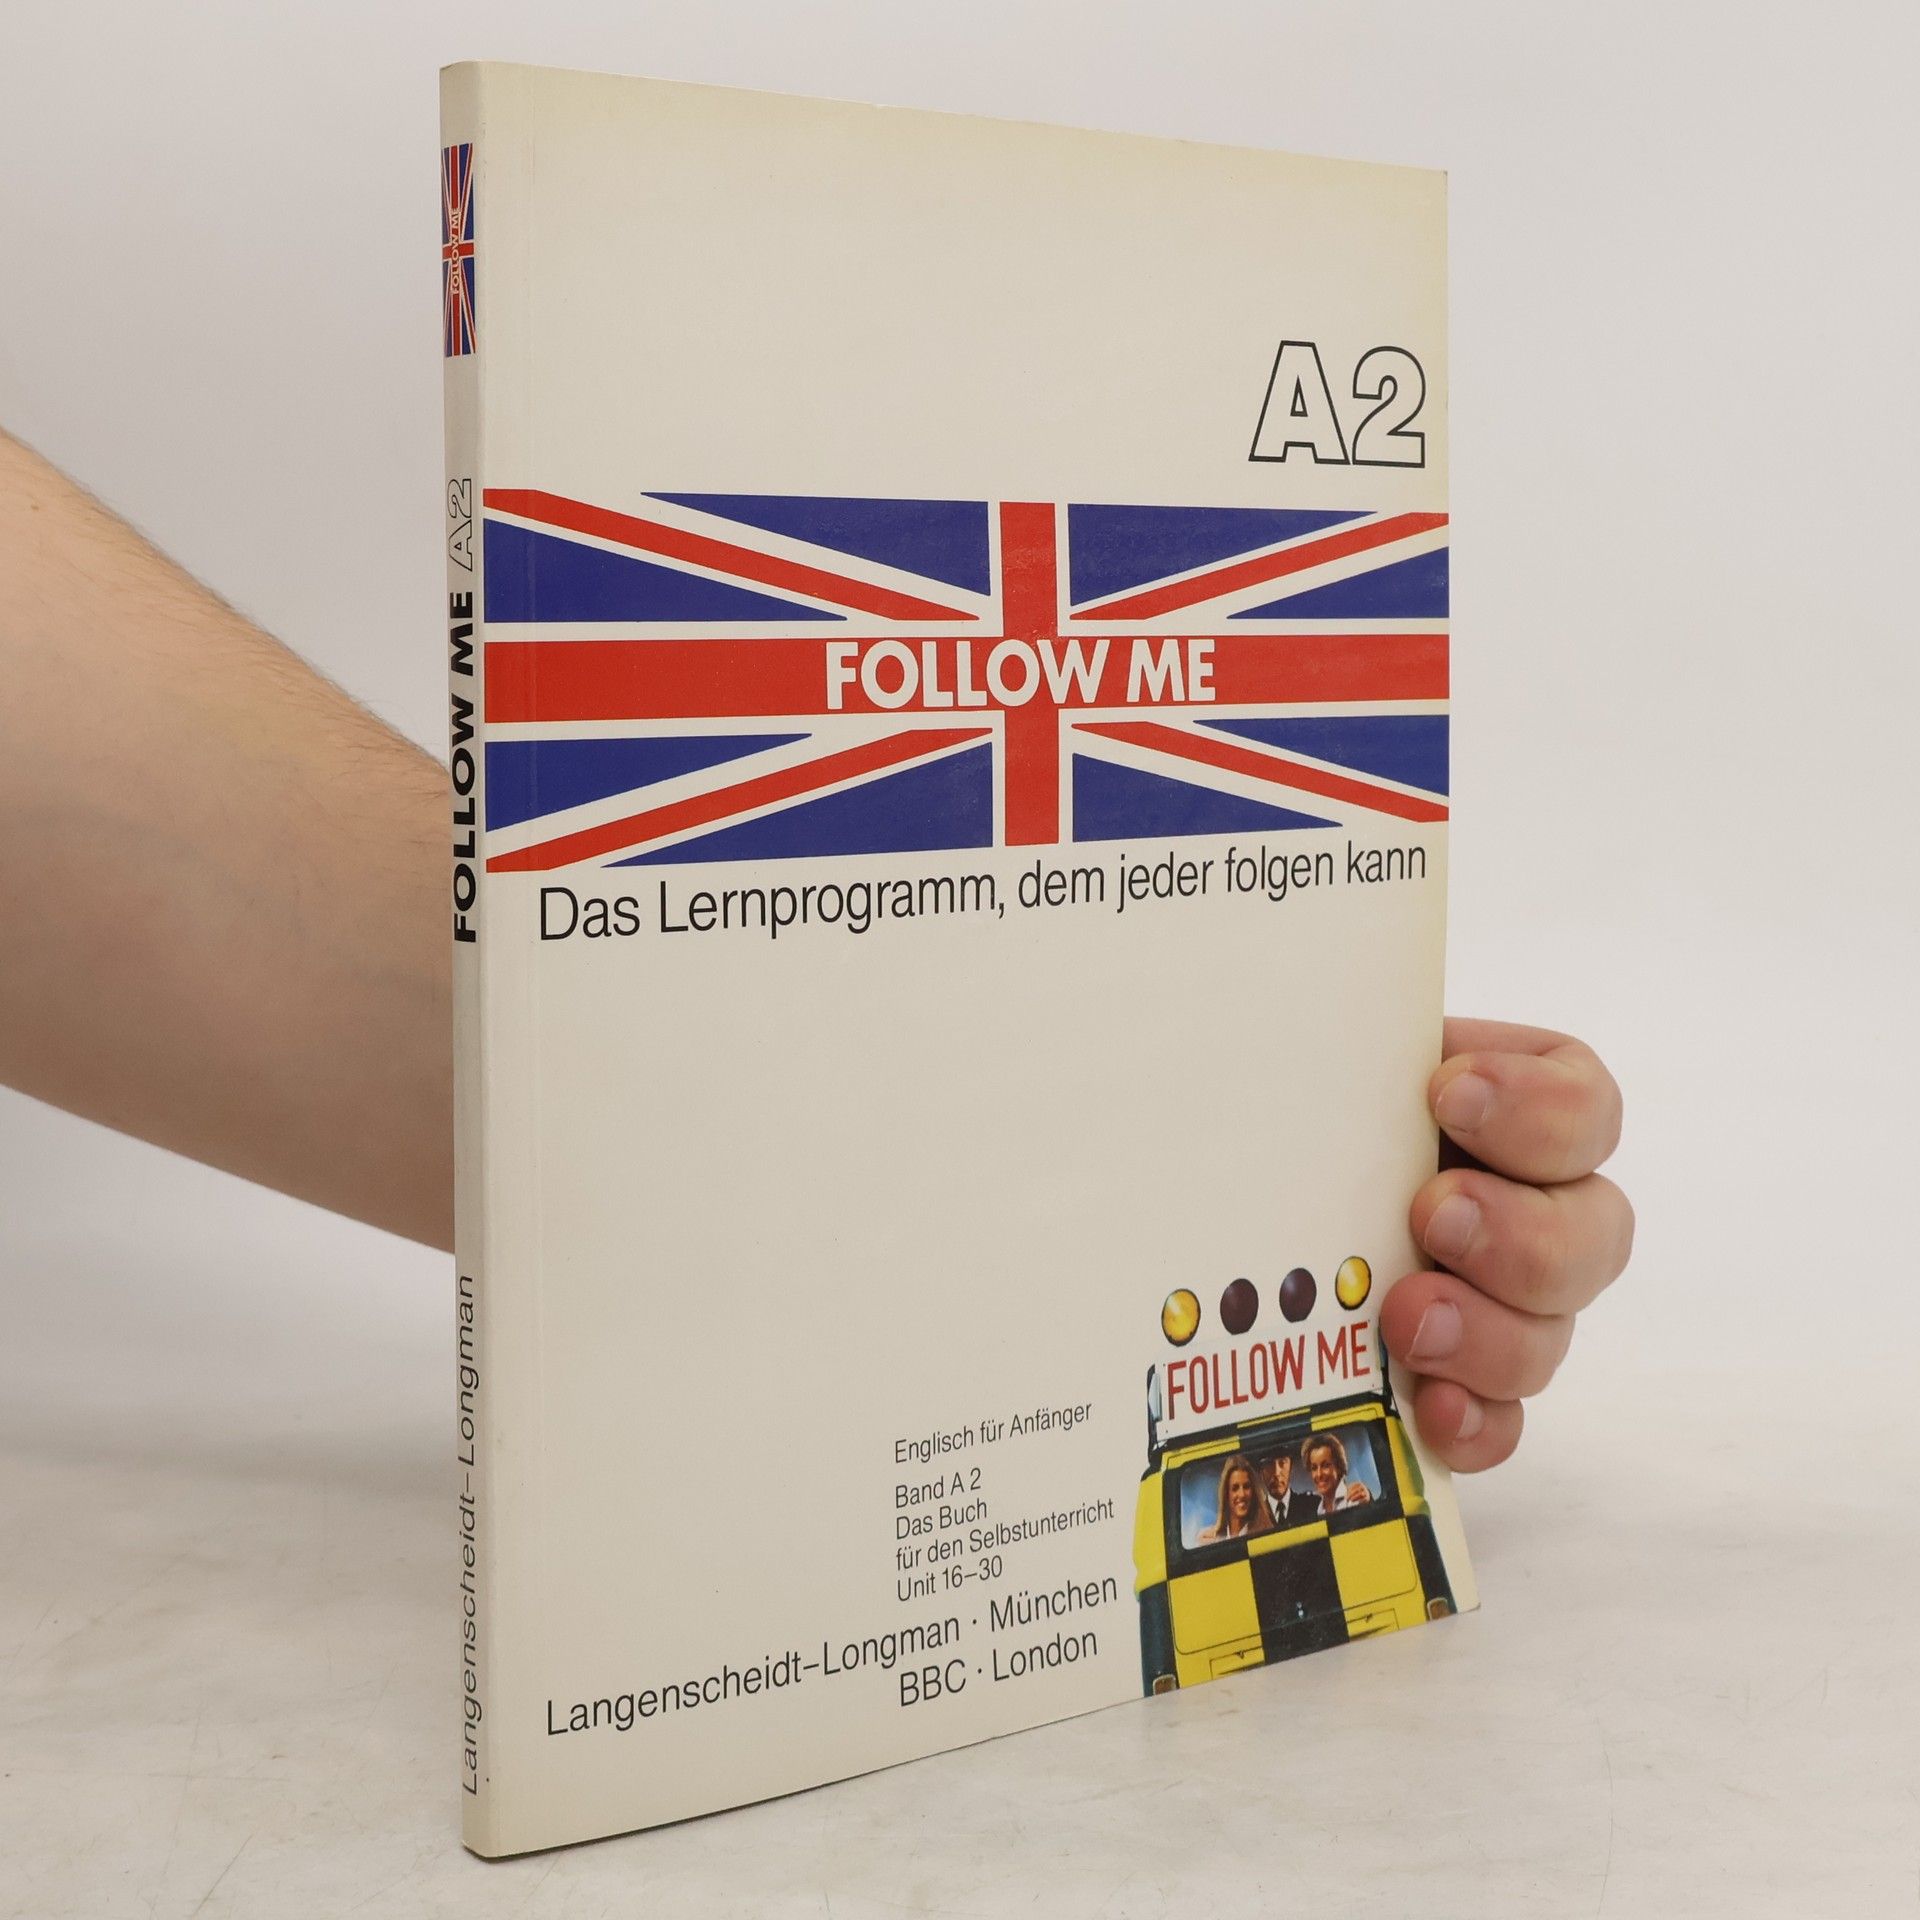 FOLLOW ME
FOLLOW ME A2
Langenscheidt-Longman
A2
FOLLOW ME
Das Lernprogramm, dem jeder folgen kann
FOLLOW ME
Englisch für Anfänger
Band A 2
Das Buch
für den Selbstunterricht
Unit 16–30
Langenscheidt-Longman · München
BBC · London